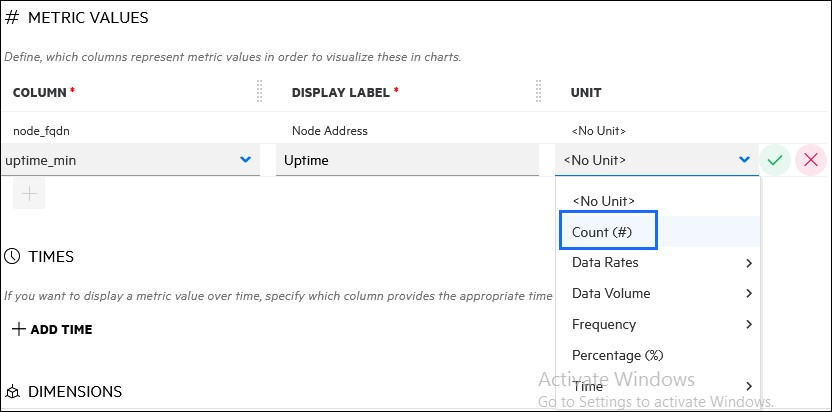 # METRIC VALUES
Define, which columns represent metric values in order to visualize these in charts.
COLUMN * DISPLAY LABEL * UNIT
node_fqdn Node Address <No Unit>
uptime_min Uptime <No Unit>
<No Unit>
Count (#)
TIMES
Data Rates
If you want to display a metric value over time, specify which column provides the appropriate time
Data Volume
+ ADD TIME
Frequency
Percentage (%)
Activate Windows
Time
DIMENSIONS
Go to Settings to activate Windows.